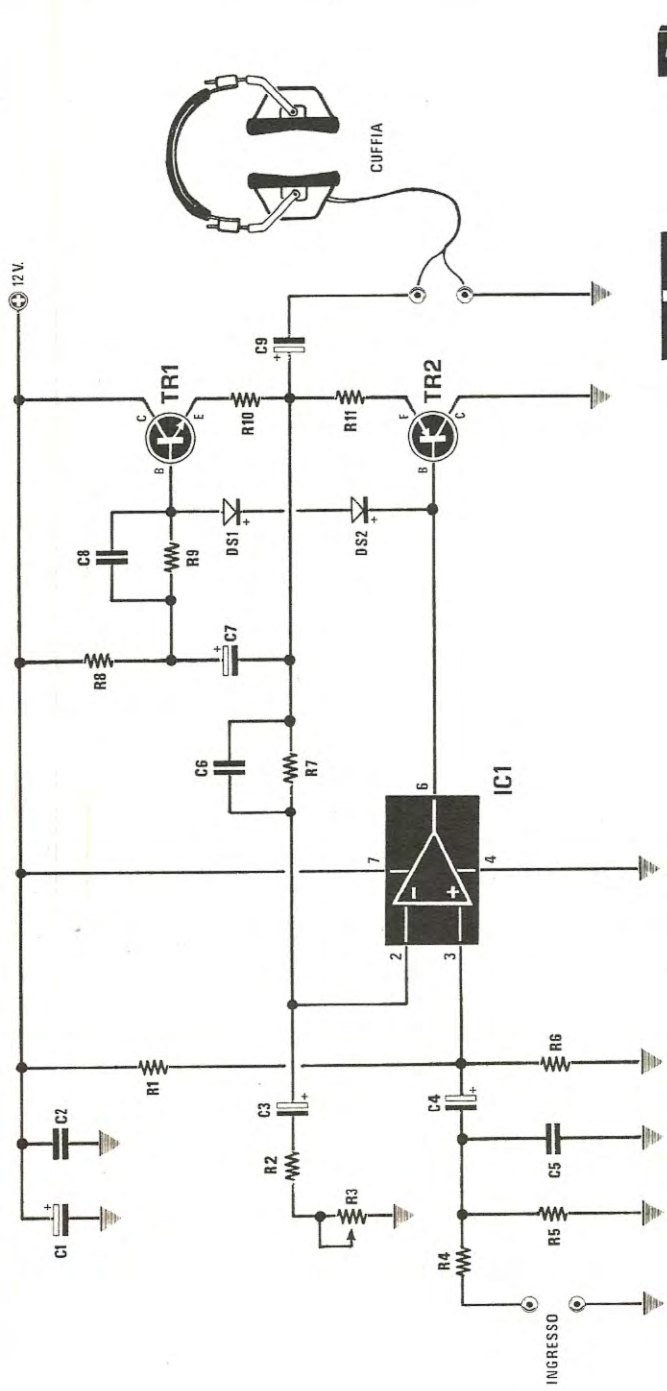 12 V.
C1
C2
R1
R8
C8
R9
C
B
E
TR1
R10
C7
C6
R7
C9
CUFFIA
R2
C3
R3
DS1
DS2
R11
E
B
C
TR2
7
2
3
6
4
IC1
R4
C4
R5
C5
R6
INGRESSO